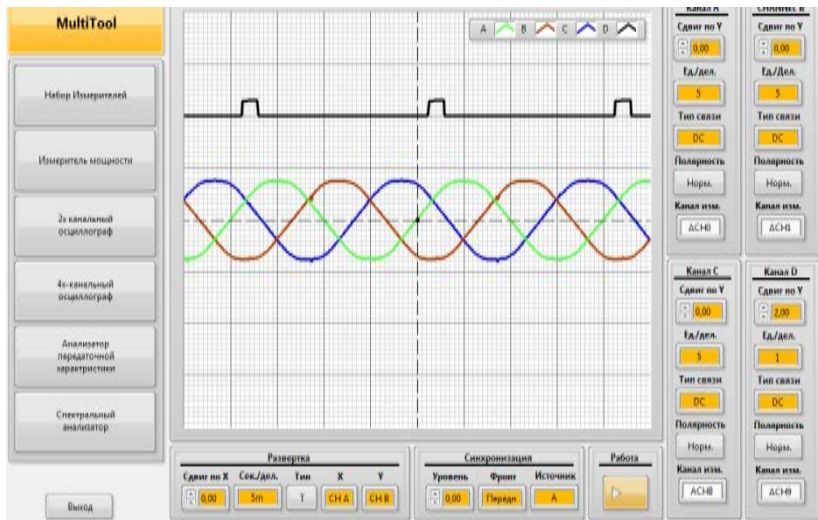 MultiTool
Набор Измерителей
Измеритель мощности
2х канальный
осциллограф
4х-канальный
осциллограф
Анализатор
передаточной
характристики
Спектральный
анализатор
Выход
A B C D
Канал A
Сдвиг по Y
0,00
Ед./дел.
5
Тип связи
DC
Полярность
Норм.
Канал изм.
ACH0
CHANNEL B
Сдвиг по Y
0,00
Ед./Дел.
5
Тип связи
DC
Полярность
Норм.
Канал изм.
ACH1
Канал C
Сдвиг по Y
0,00
Ед./дел.
5
Тип связи
DC
Полярность
Норм.
Канал изм.
ACH8
Канал D
Сдвиг по Y
2,00
Ед./дел.
1
Тип связи
DC
Полярность
Норм.
Канал изм.
ACH9
Развертка
Сдвиг по X Сек./дел. Тип X Y
0,00 5m T CH A CH B
Синхронизация
Уровень Фронт Источник
0,00 Передн A
Работа